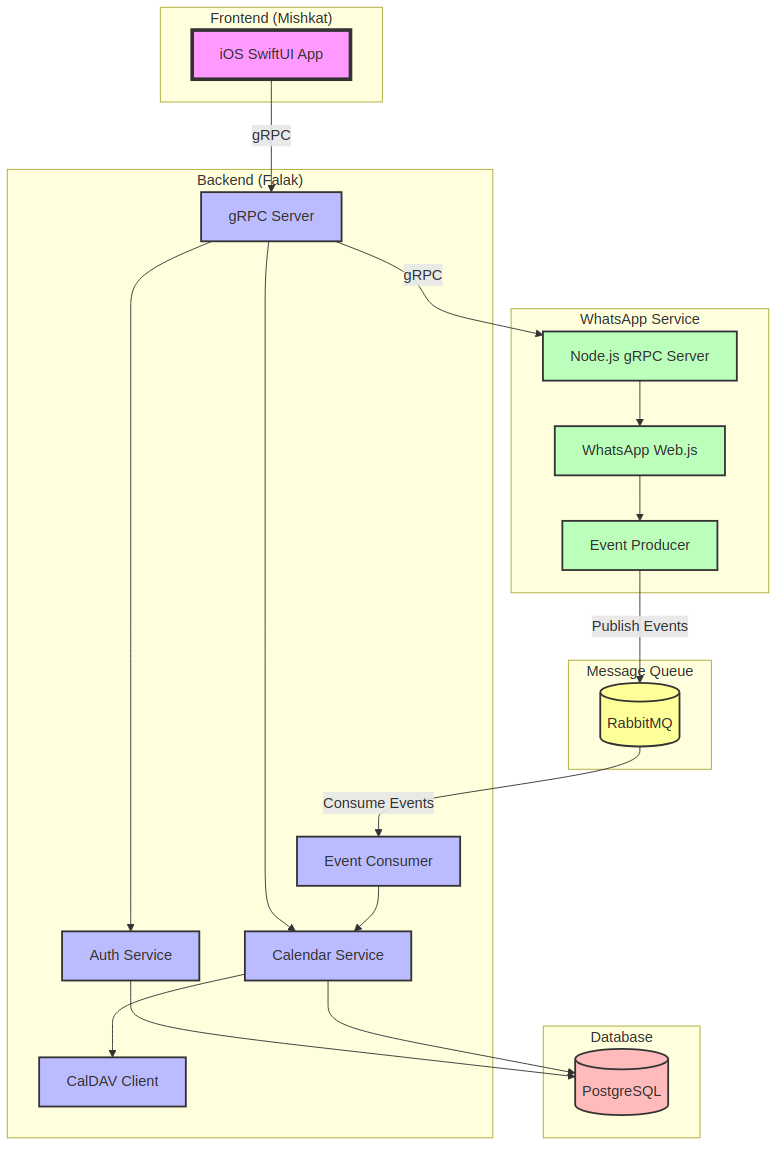 Frontend (Mishkat)
iOS SwiftUI App
gRPC
Backend (Falak)
gRPC Server
gRPC
WhatsApp Service
Node.js gRPC Server
WhatsApp Web.js
Event Producer
Publish Events
Message Queue
RabbitMQ
Consume Events
Event Consumer
Auth Service
Calendar Service
CalDAV Client
Database
PostgreSQL